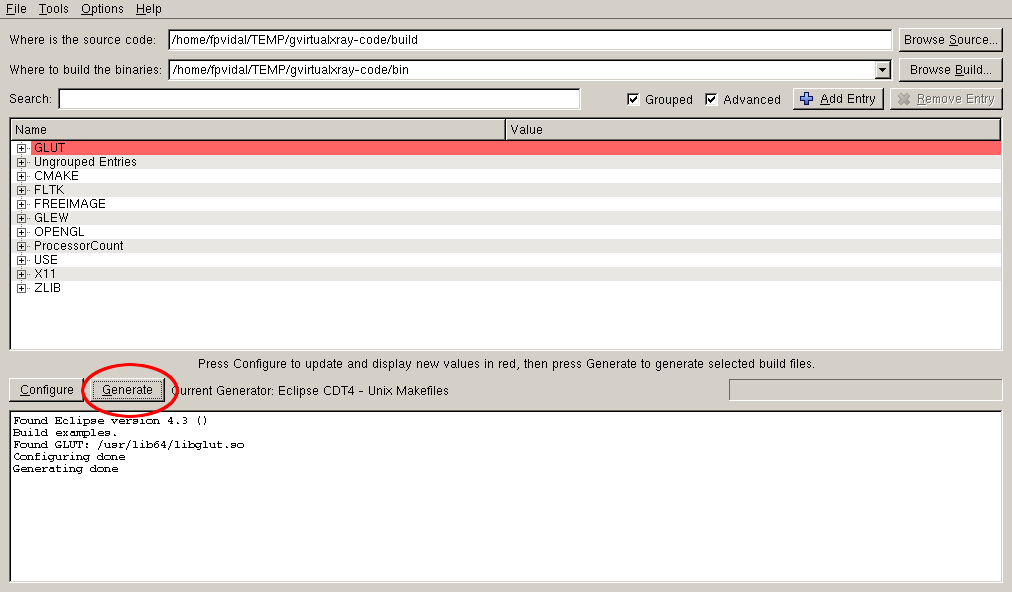 File Tools Options Help
Where is the source code: /home/fpvidal/TEMP/gvirtualxray-code/build Browse Source...
Where to build the binaries: /home/fpvidal/TEMP/gvirtualxray-code/bin Browse Build...
Search: Grouped Advanced Add Entry Remove Entry
Name Value
GLUT
Ungrouped Entries
CMAKE
FLTK
FREEIMAGE
GLEW
OPENGL
ProcessorCount
USE
X11
ZLIB
Press Configure to update and display new values in red, then press Generate to generate selected build files.
Configure Generate Current Generator: Eclipse CDT4 - Unix Makefiles
Found Eclipse version 4.3 ()
Build examples.
Found GLUT: /usr/lib64/libglut.so
Configuring done
Generating done